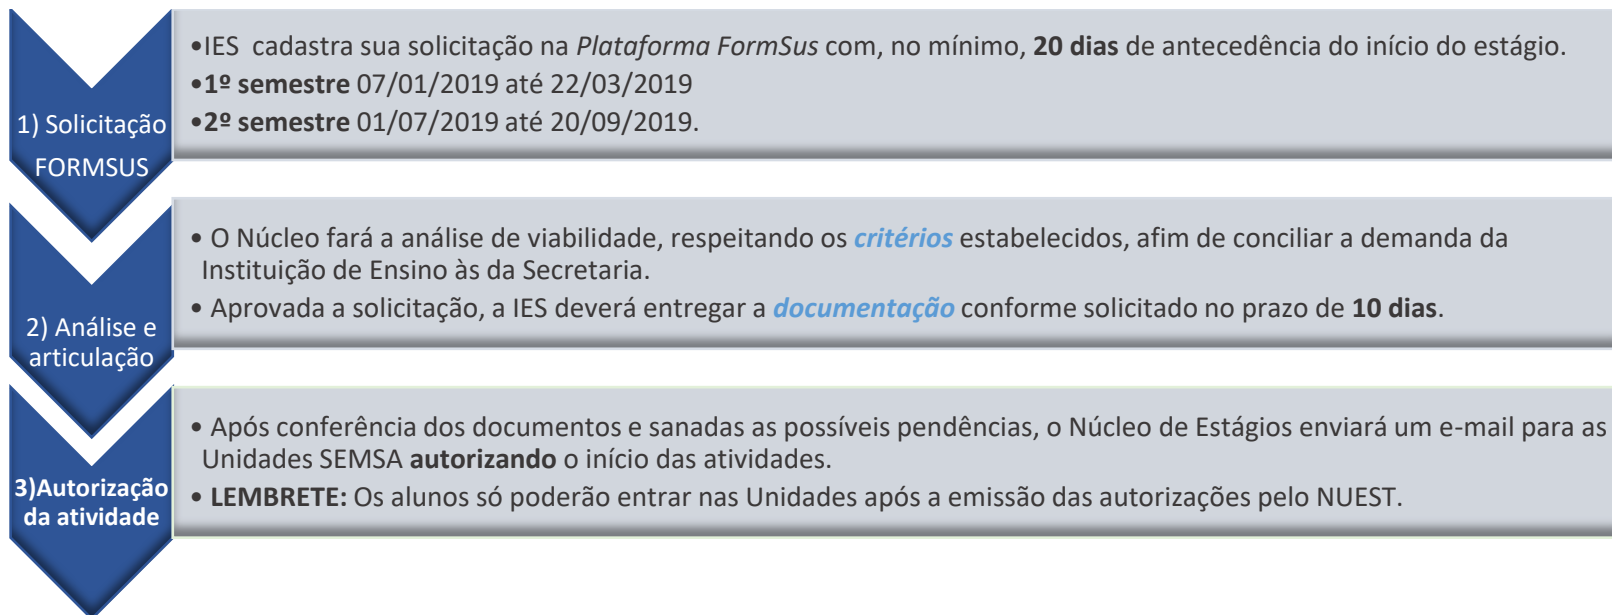 1) Solicitação
FORMSUS
•IES cadastra sua solicitação na Plataforma FormSus com, no mínimo, 20 dias de antecedência do início do estágio.
•1º semestre 07/01/2019 até 22/03/2019
•2º semestre 01/07/2019 até 20/09/2019.
2) Análise e
articulação
• O Núcleo fará a análise de viabilidade, respeitando os critérios estabelecidos, afim de conciliar a demanda da
Instituição de Ensino às da Secretaria.
• Aprovada a solicitação, a IES deverá entregar a documentação conforme solicitado no prazo de 10 dias.
3)Autorização
da atividade
• Após conferência dos documentos e sanadas as possíveis pendências, o Núcleo de Estágios enviará um e-mail para as
Unidades SEMSA autorizando o início das atividades.
• LEMBRETE: Os alunos só poderão entrar nas Unidades após a emissão das autorizações pelo NUEST.